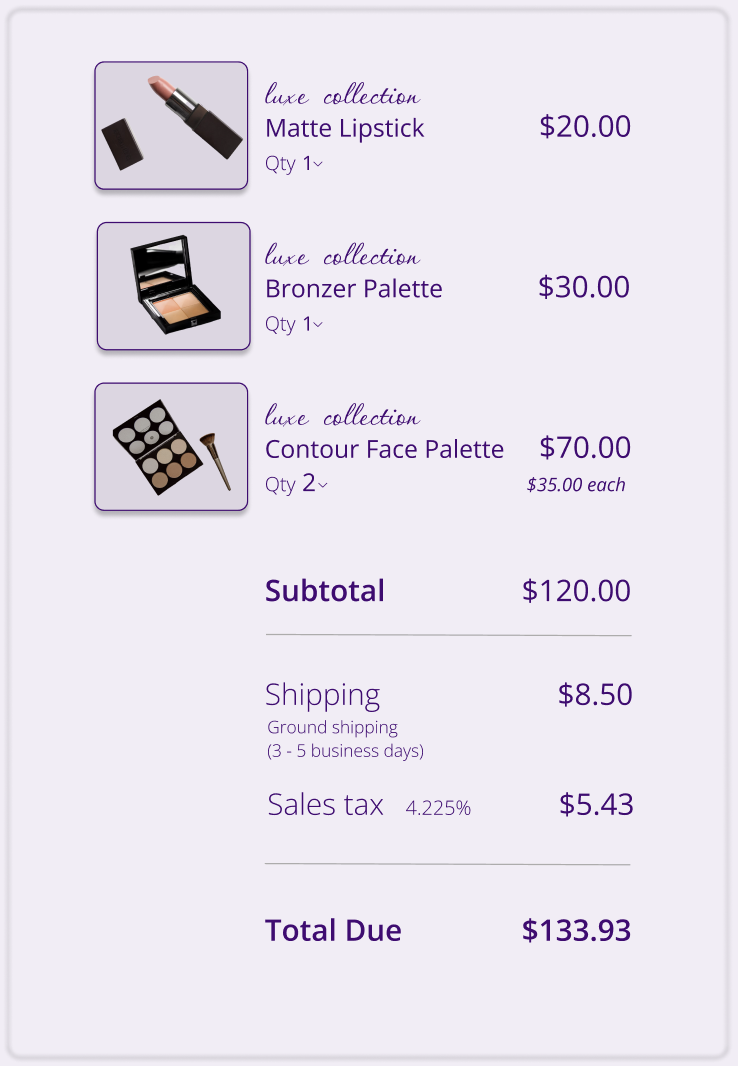 luxe collection
Matte Lipstick $20.00
Qty 1
luxe collection
Bronzer Palette $30.00
Qty 1
luxe collection
Contour Face Palette $70.00
Qty 2 $35.00 each
Subtotal $120.00
Shipping $8.50
Ground shipping
(3 - 5 business days)
Sales tax 4.225% $5.43
Total Due $133.93